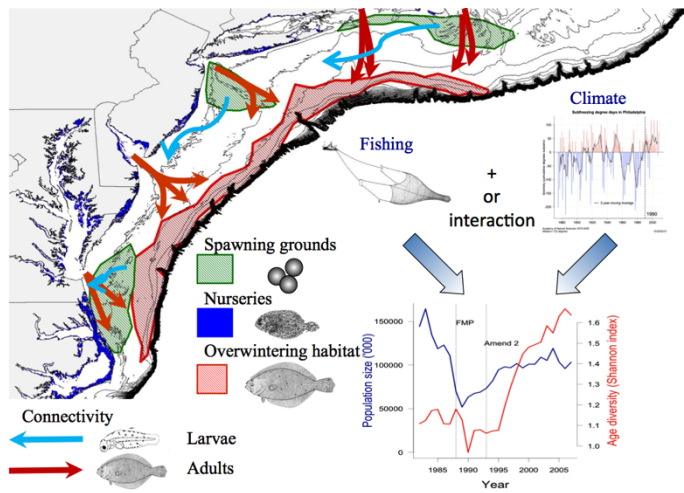 Climate
Subfreezing degree days in Philadelphia
Fishing
+
or
interaction
1990
Spawning grounds
Nurseries
Overwintering habitat
Connectivity
Larvae
Adults
FMP
Amend 2
Population size ('000)
150000
100000
50000
0
1.6
1.5
1.4
1.3
1.2
1.1
1.0
Age diversity (Shannon index)
1985
1990
1995
2000
2005
Year